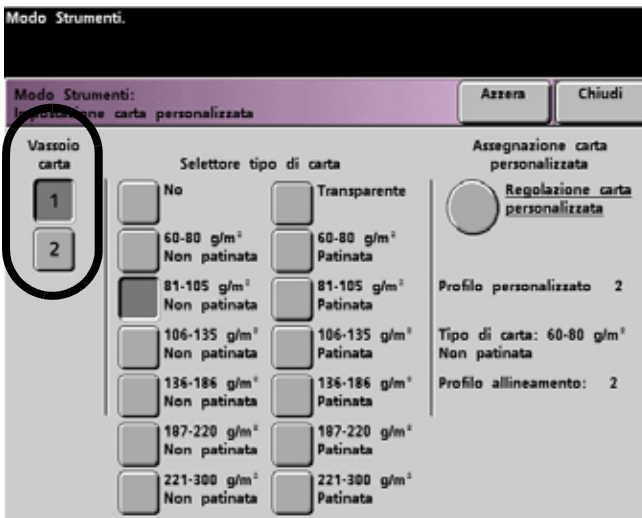 Modo Strumenti.
Modo Strumenti:
Impostazione carta personalizzata
Azzera
Chiudi
Vassoio
carta
1
2
Selettore tipo di carta
No
Transparente
60-80 g/m²
Non patinata
60-80 g/m²
Patinata
81-105 g/m²
Non patinata
81-105 g/m²
Patinata
106-135 g/m²
Non patinata
106-135 g/m²
Patinata
136-186 g/m²
Non patinata
136-186 g/m²
Patinata
187-220 g/m²
Non patinata
187-220 g/m²
Patinata
221-300 g/m²
Non patinata
221-300 g/m²
Patinata
Assegnazione carta
personalizzata
Regolazione carta
personalizzata
Profilo personalizzato 2
Tipo di carta: 60-80 g/m²
Non patinata
Profilo allineamento: 2